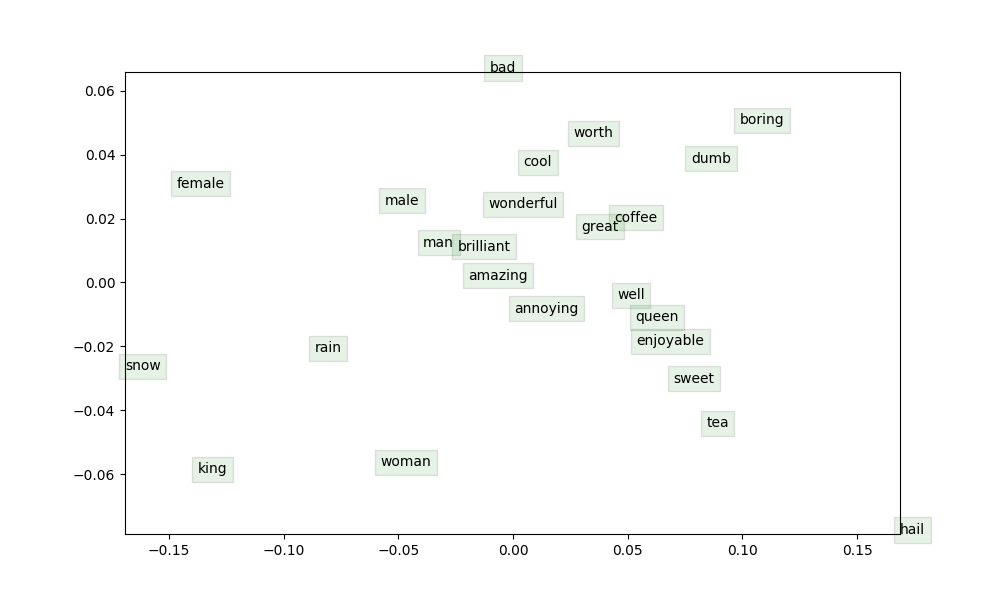 bad
0.06
boring
worth
0.04
cool
dumb
female
male
wonderful
0.02
coffee
great
man
brilliant
0.00
amazing
well
annoying
queen
−0.02
rain
enjoyable
snow
sweet
−0.04
tea
−0.06
king
woman
hail
−0.15
−0.10
−0.05
0.00
0.05
0.10
0.15